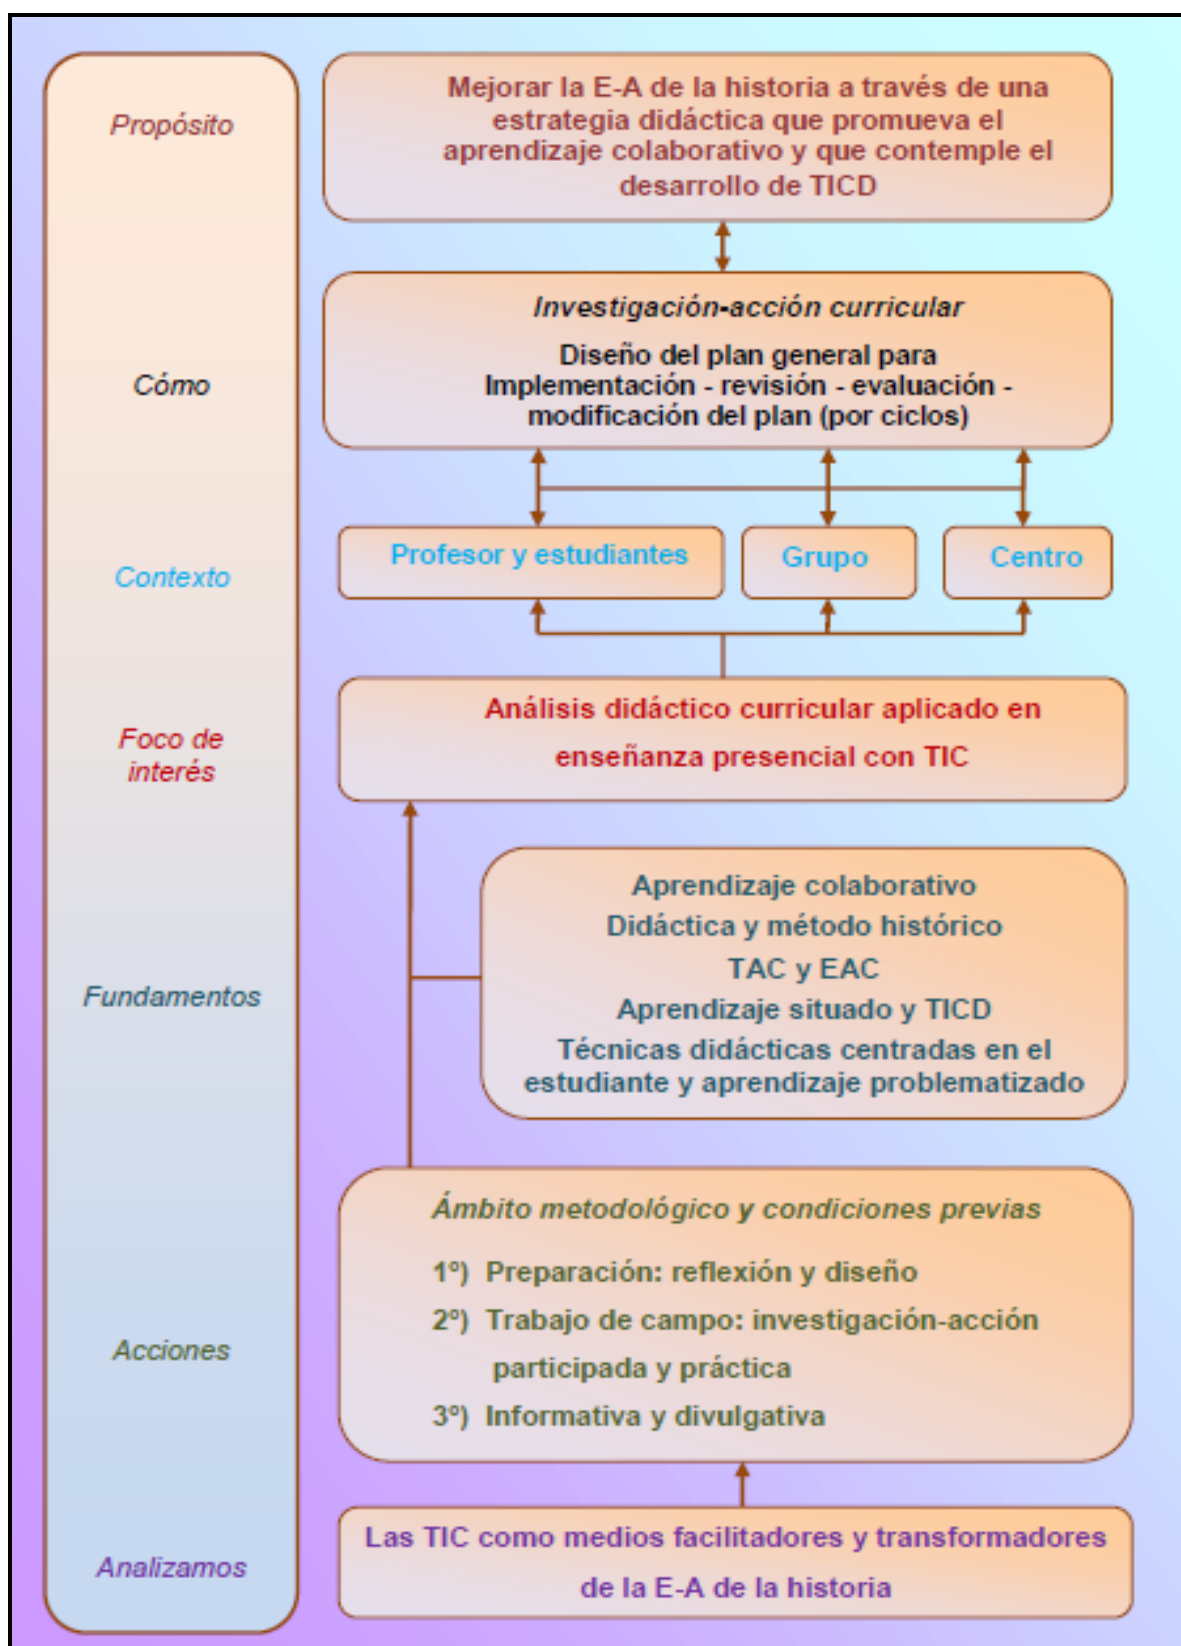 Propósito
Mejorar la E-A de la historia a través de una
estrategia didáctica que promueva el
aprendizaje colaborativo y que contemple el
desarrollo de TICD
Cómo
Investigación-acción curricular
Diseño del plan general para
Implementación - revisión - evaluación -
modificación del plan (por ciclos)
Contexto
Profesor y estudiantes
Grupo
Centro
Foco de
interés
Análisis didáctico curricular aplicado en
enseñanza presencial con TIC
Fundamentos
Aprendizaje colaborativo
Didáctica y método histórico
TAC y EAC
Aprendizaje situado y TICD
Técnicas didácticas centradas en el
estudiante y aprendizaje problematizado
Acciones
Ámbito metodológico y condiciones previas
1º) Preparación: reflexión y diseño
2º) Trabajo de campo: investigación-acción
participada y práctica
3º) Informativa y divulgativa
Analizamos
Las TIC como medios facilitadores y transformadores
de la E-A de la historia